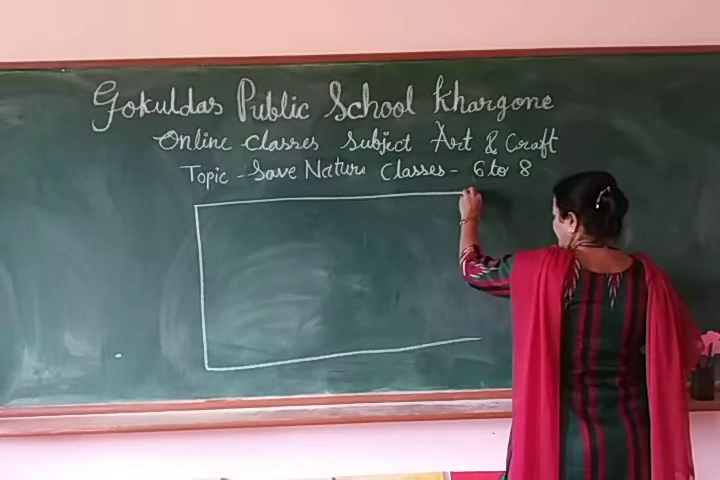 Gokuldas Public School Khargone
Online Classes Subject Art & Craft
Topic - Save Nature Classes - 6 to 8